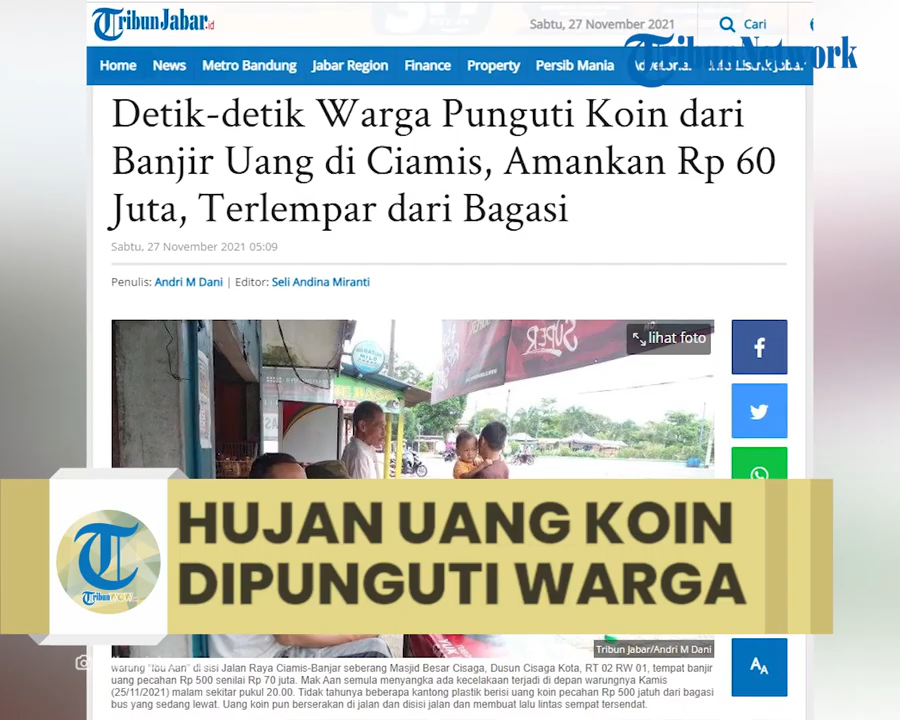 TribunJabar.id
Sabtu, 27 November 2021
Cari
TribunNetwork
Home News Metro Bandung Jabar Region Finance Property Persib Mania Advetorial Info Listrik Jabar
Detik-detik Warga Punguti Koin dari
Banjir Uang di Ciamis, Amankan Rp 60
Juta, Terlempar dari Bagasi
Sabtu, 27 November 2021 05:09
Penulis: Andri M Dani | Editor: Seli Andina Miranti
SUPER
lihat foto
HUJAN UANG KOIN
DIPUNGUTI WARGA
Tribun
Tribun Jabar/Andri M Dani
AA
warung "Ibu Aan" di sisi Jalan Raya Ciamis-Banjar seberang Masjid Besar Cisaga, Dusun Cisaga Kota, RT 02 RW 01, tempat banjir
uang pecahan Rp 500 senilai Rp 70 juta. Mak Aan semula menyangka ada kecelakaan terjadi di depan warungnya Kamis
(25/11/2021) malam sekitar pukul 20.00. Tidak tahunya beberapa kantong plastik berisi uang koin pecahan Rp 500 jatuh dari bagasi
bus yang sedang lewat. Uang koin pun berserakan di jalan dan disisi jalan dan membuat lalu lintas sempat tersendat.